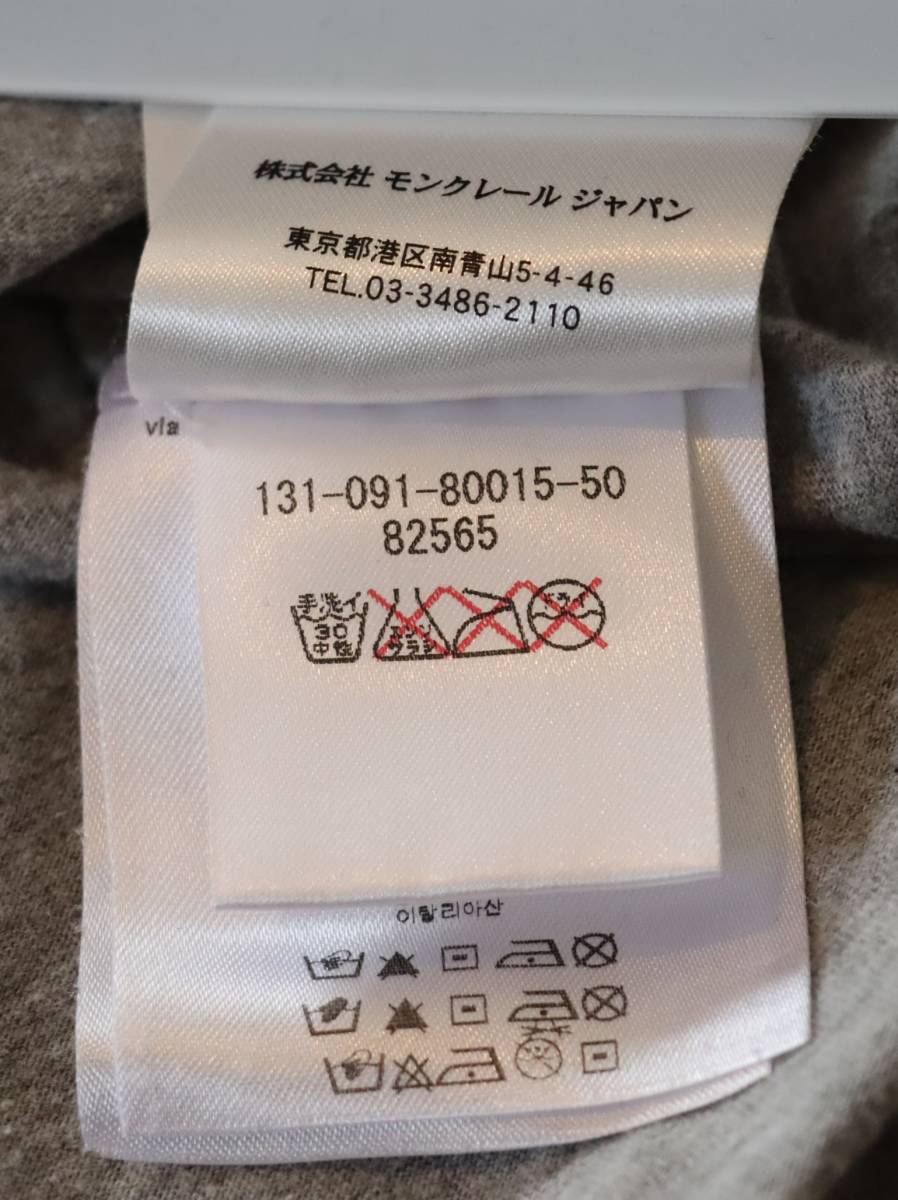 株式会社 モンクレール ジャパン
東京都港区南青山5-4-46
TEL.03-3486-2110
via
131-091-80015-50
82565
手洗イ
30
中性
エンソ
サラシ
이탈리아산